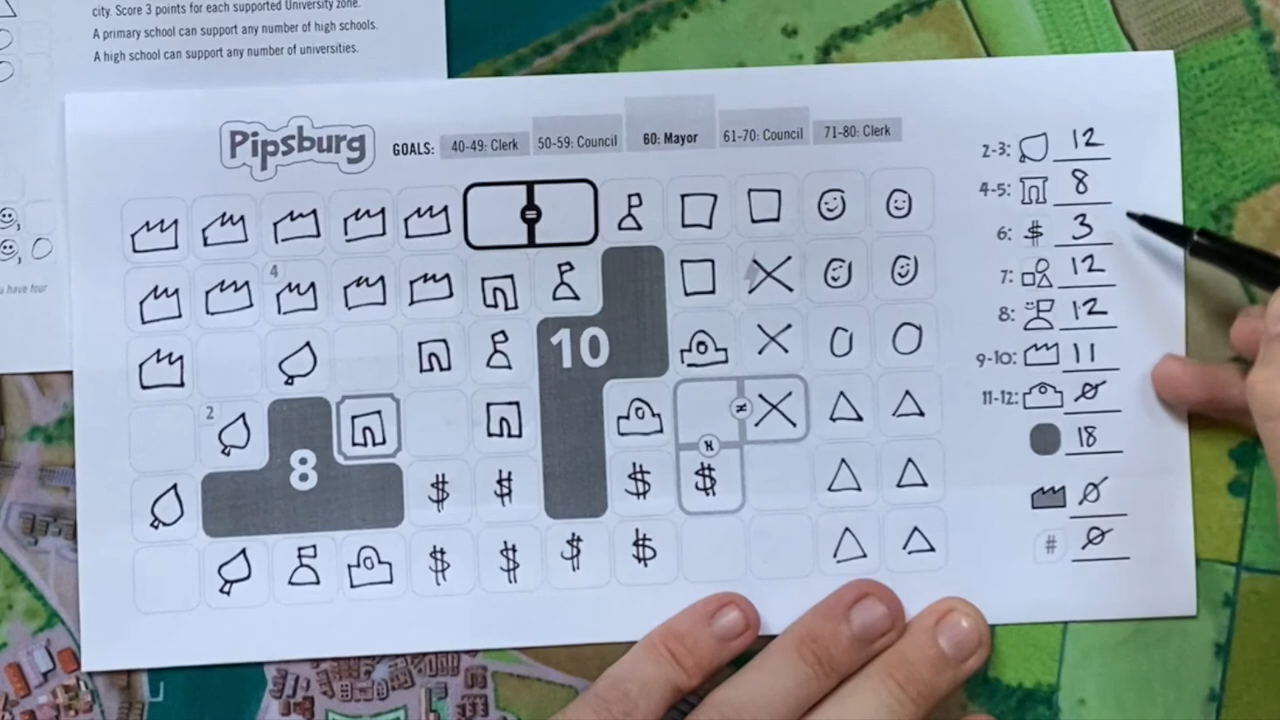 city. Score 3 points for each supported University zone.
A primary school can support any number of high schools.
A high school can support any number of universities.
Pipsburg
GOALS: 40-49: Clerk 50-59: Council 60: Mayor 61-70: Council 71-80: Clerk
2-3: 12
4-5: 8
6: $ 3
7: 12
8: 12
9-10: 11
11-12: Ø
18
Ø
# Ø
=
4
10
2
≠
≠
8
$ $ $ $
$ $ $ $